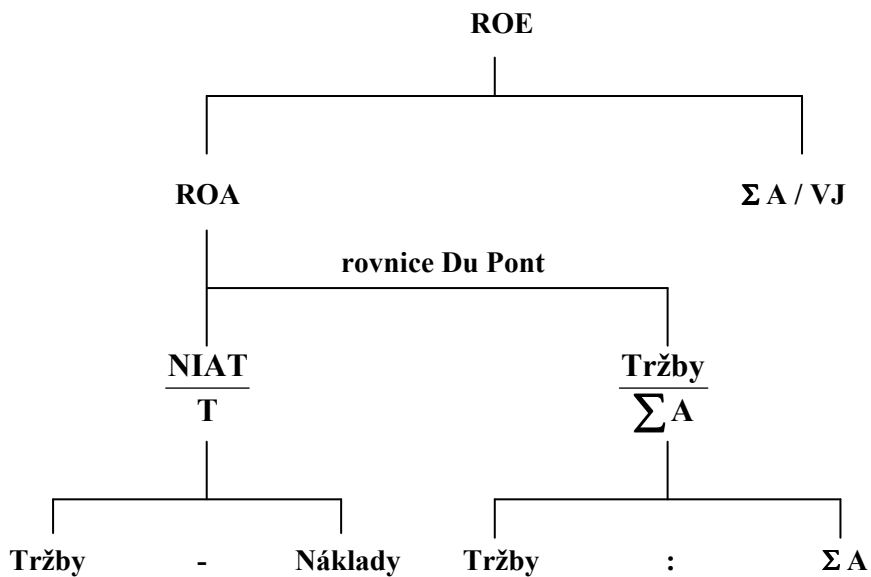 ROE
ROA Σ A / VJ
rovnice Du Pont
NIAT Tržby
T ∑ A
Tržby - Náklady Tržby : Σ A